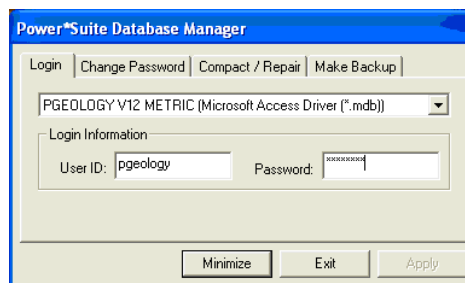 Power*Suite Database Manager
Login Change Password Compact / Repair Make Backup
PGEOLOGY V12 METRIC (Microsoft Access Driver (*.mdb))
Login Information
User ID: pgeology Password: xxxxxxxx
Minimize Exit Apply